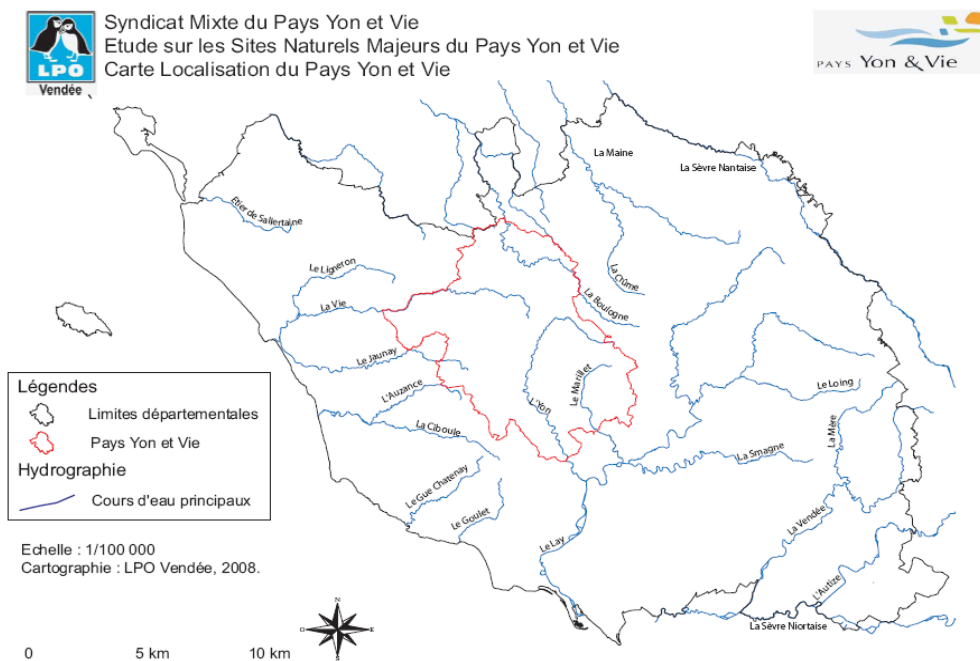 Syndicat Mixte du Pays Yon et Vie
Etude sur les Sites Naturels Majeurs du Pays Yon et Vie
Carte Localisation du Pays Yon et Vie
LPO
Vendée
PAYS Yon & Vie
La Maine
La Sèvre Nantaise
Etier de Sallertaine
Le Ligneron
La Ciûme
La Vie
La Boulogne
Le Jaunay
L'Auzance
L'Yon
Le Marillet
Le Loing
La Ciboule
La Mère
La Smagne
Le Gue Chatenay
Le Goulet
La Vendée
Le Lay
L'Autize
La Sèvre Niortaise
Légendes
Limites départementales
Pays Yon et Vie
Hydrographie
Cours d'eau principaux
Echelle : 1/100 000
Cartographie : LPO Vendée, 2008.
N
O
E
S
0 5 km 10 km